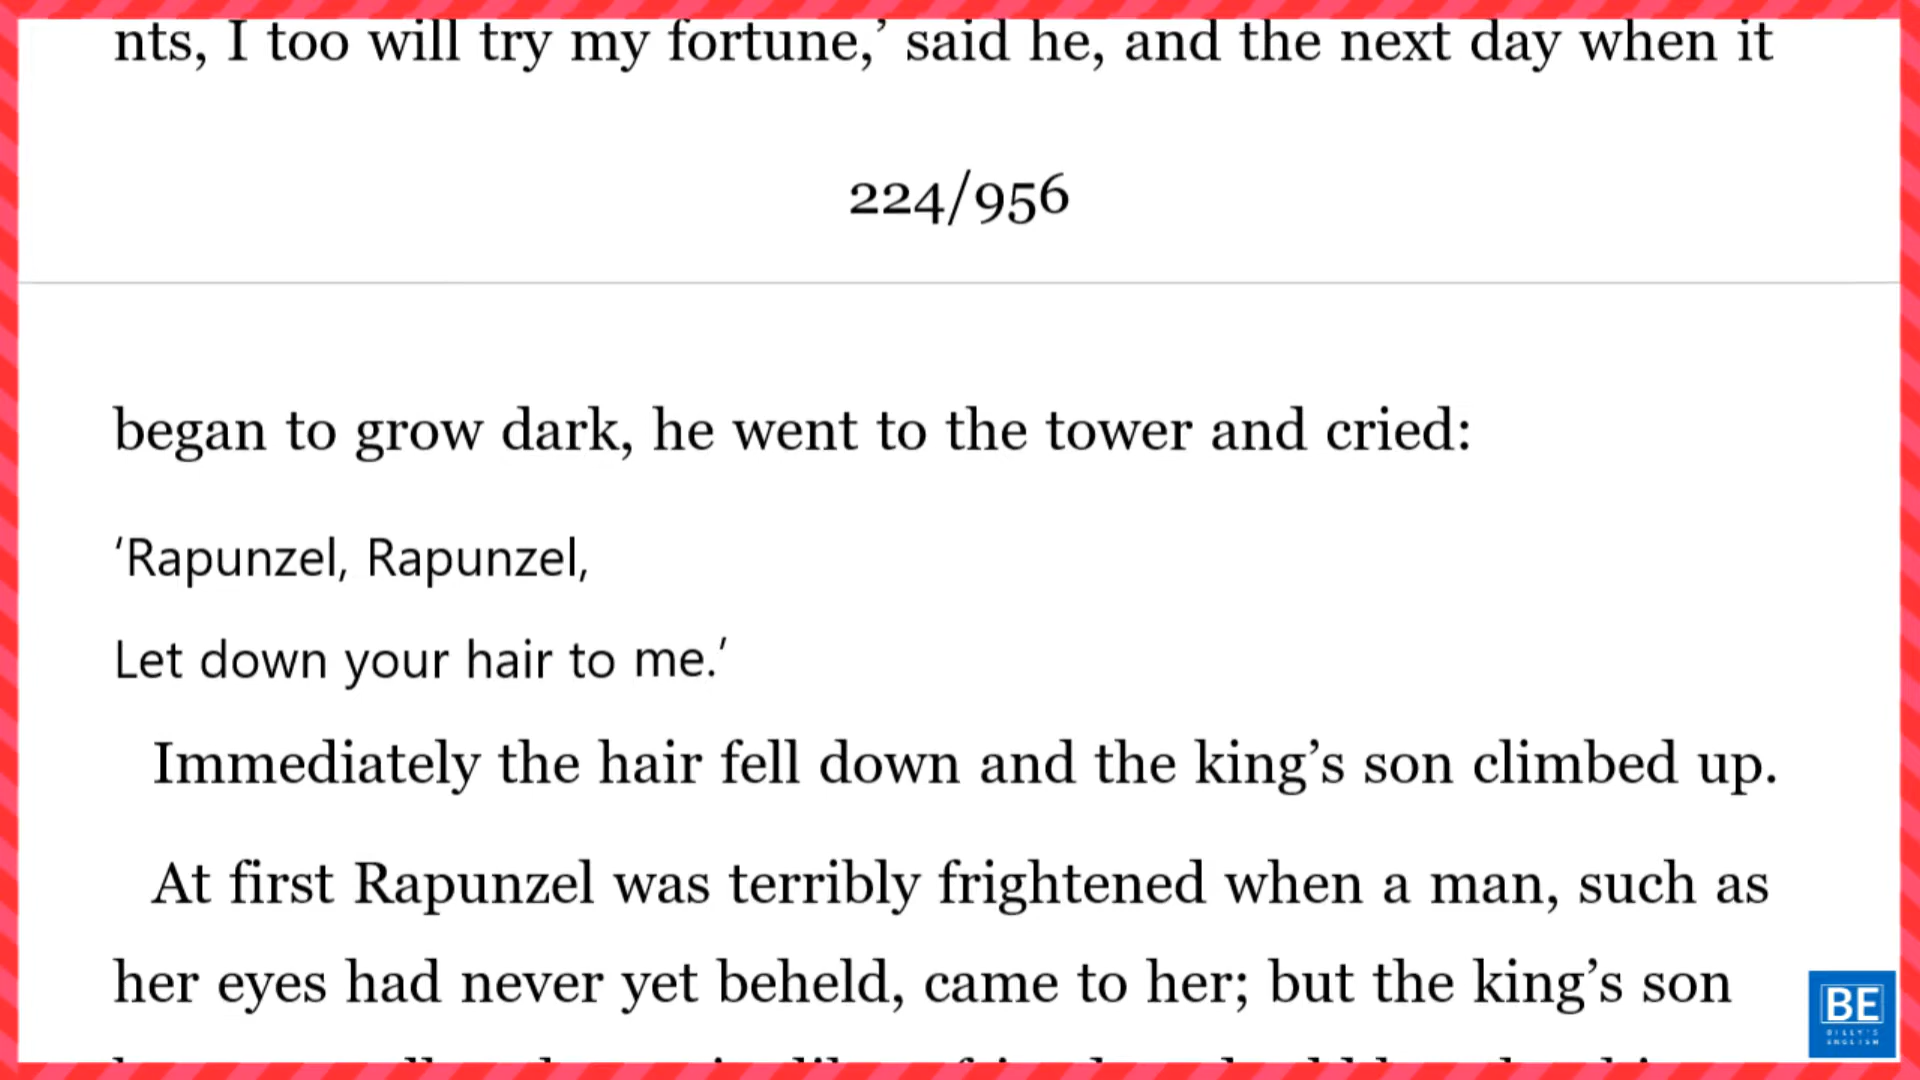 nts, I too will try my fortune,’ said he, and the next day when it
224/956
began to grow dark, he went to the tower and cried:
‘Rapunzel, Rapunzel,
Let down your hair to me.’
Immediately the hair fell down and the king’s son climbed up.
At first Rapunzel was terribly frightened when a man, such as
her eyes had never yet beheld, came to her; but the king’s son
BE
BILLY'S
ENGLISH